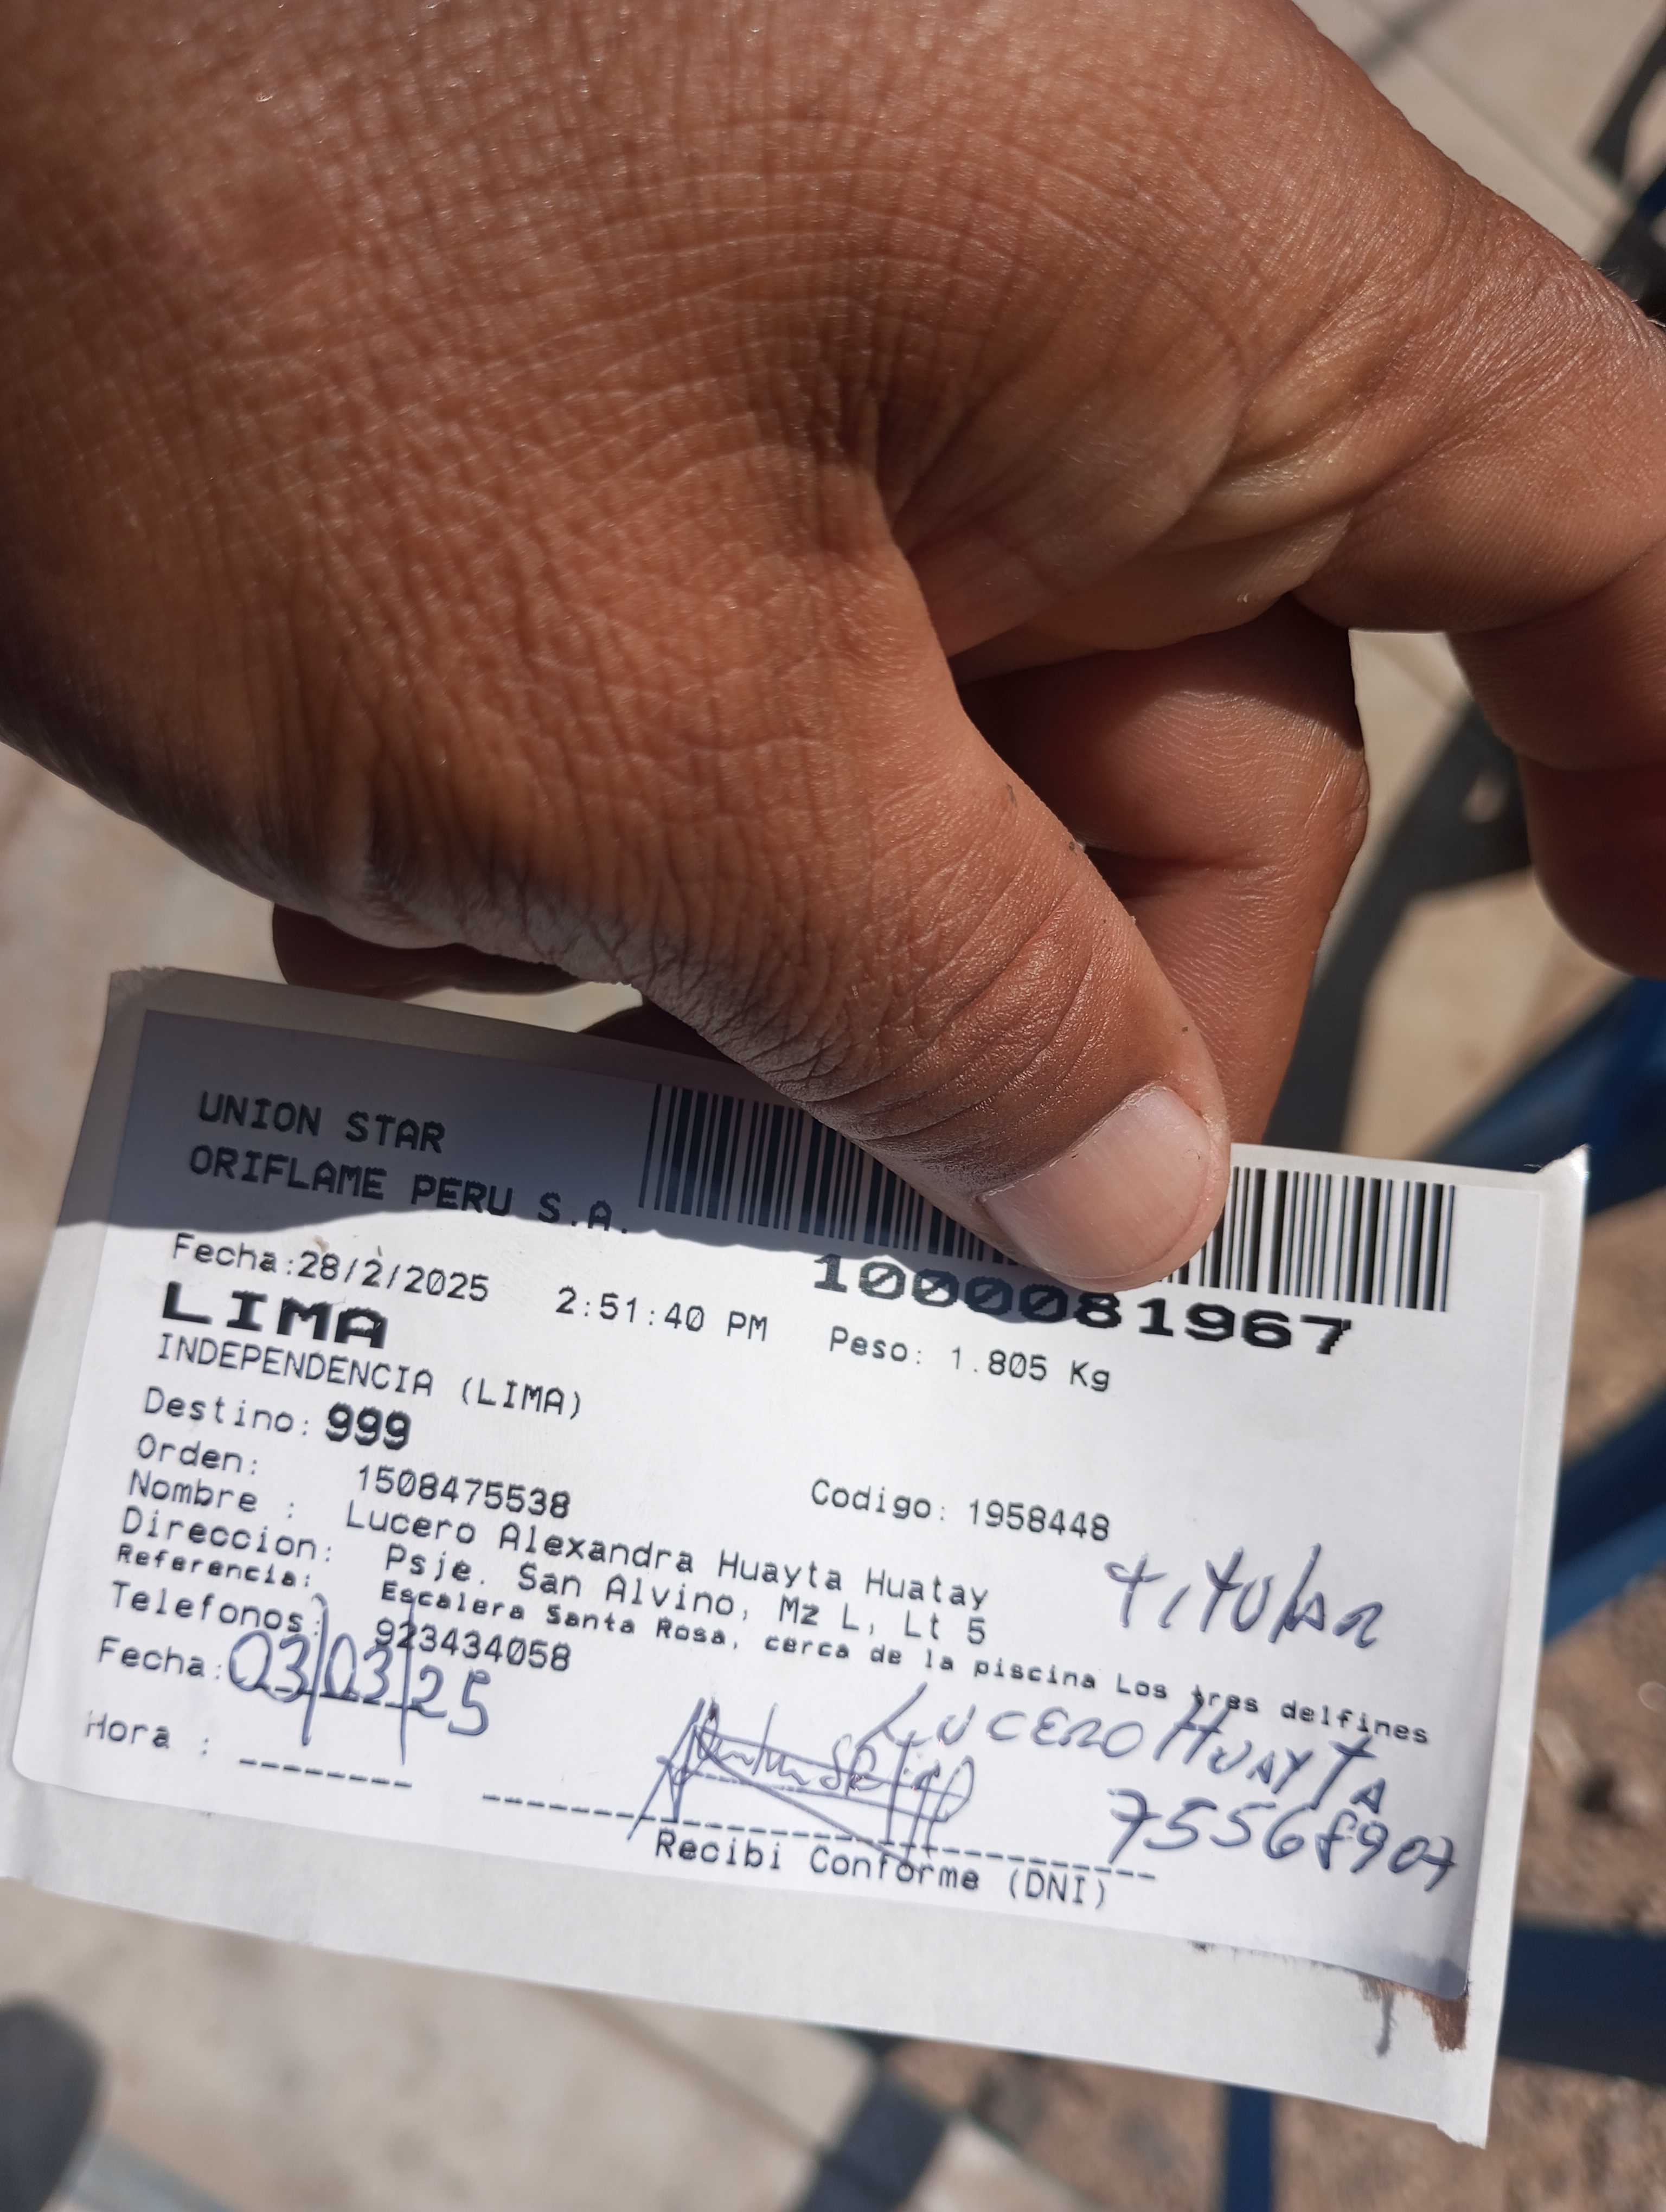 UNION STAR
ORIFLAME PERU S.A.
1000081967
Fecha:28/2/2025 2:51:40 PM Peso: 1.805 Kg
LIMA
INDEPENDENCIA (LIMA)
Destino: 999
Orden: 1508475538 Codigo: 1958448
Nombre : Lucero Alexandra Huayta Huatay
Direccion: Psje. San Alvino, Mz L, Lt 5
Titular
Referencia: Escalera Santa Rosa, cerca de la piscina Los tres delfines
Telefonos: 923434058
Fecha: 03/03/25
LUCERO HUAYTA
Hora :
75568907
Recibi Conforme (DNI)